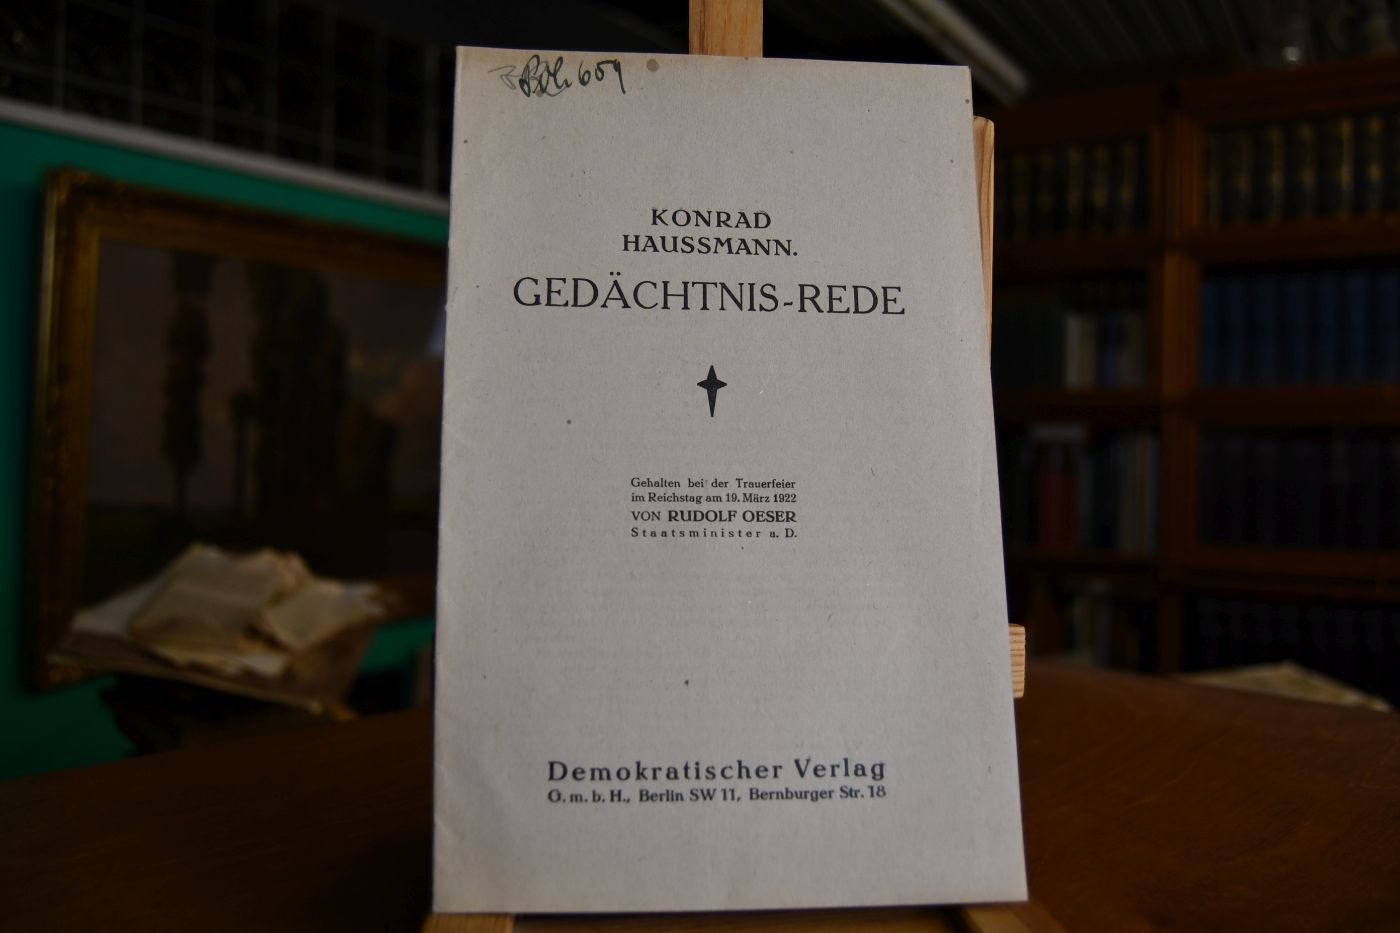 KONRAD
HAUSSMANN.
GEDÄCHTNIS-REDE
Gehalten bei der Trauerfeier
im Reichstag am 19. März 1922
VON RUDOLF OESER
Staatsminister a. D.
Demokratischer Verlag
G. m. b. H., Berlin SW 11, Bernburger Str. 18